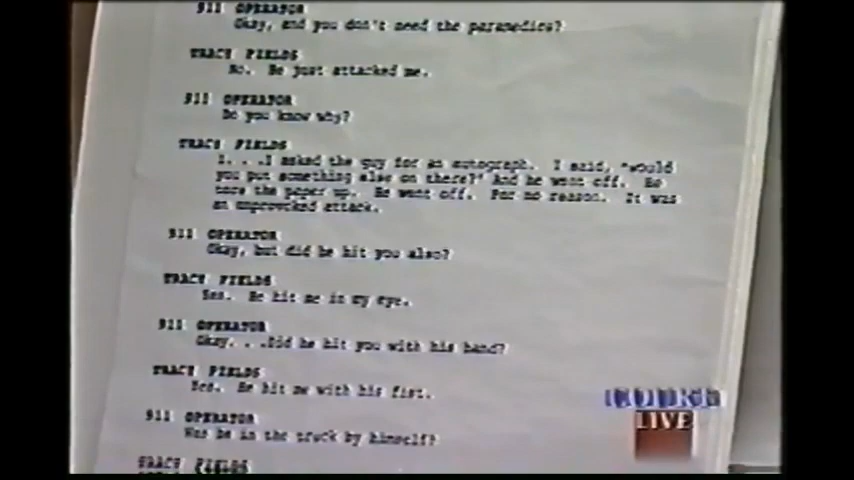 911 OPERATOR
Okay, and you don't need the paramedics?
TRACY FIELDS
No. He just attacked me.
911 OPERATOR
Do you know why?
TRACY FIELDS
I. . .I asked the guy for an autograph. I said, "would
you put something else on there?" And he went off. He
tore the paper up. He went off. For no reason. It was
an unprovoked attack.
911 OPERATOR
Okay, but did he hit you also?
TRACY FIELDS
Yes. He hit me in my eye.
911 OPERATOR
Okay. . .Did he hit you with his hand?
TRACY FIELDS
Yes. He hit me with his fist.
911 OPERATOR
Was he in the truck by himself?
TRACY FIELDS
COURT
LIVE